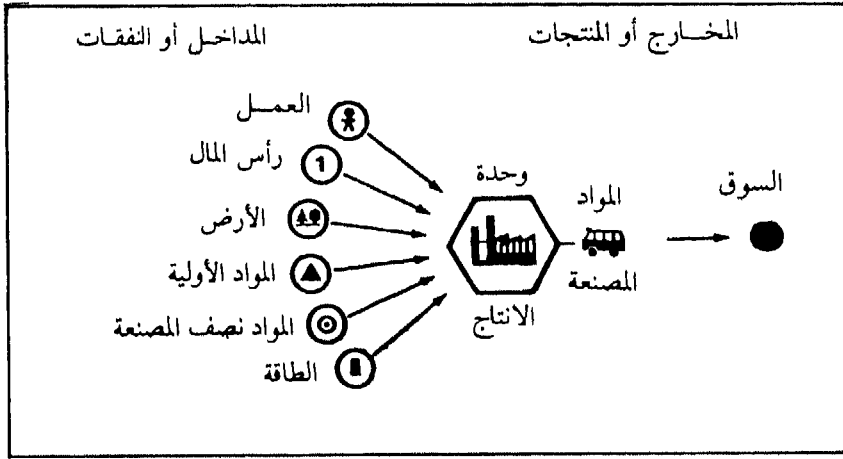 المخارج أو المنتجات
المداخل أو النفقات
العمل
رأس المال
1
الأرض
المواد الأولية
المواد نصف المصنعة
الطاقة
وحدة
الانتاج
المواد
المصنعة
السوق